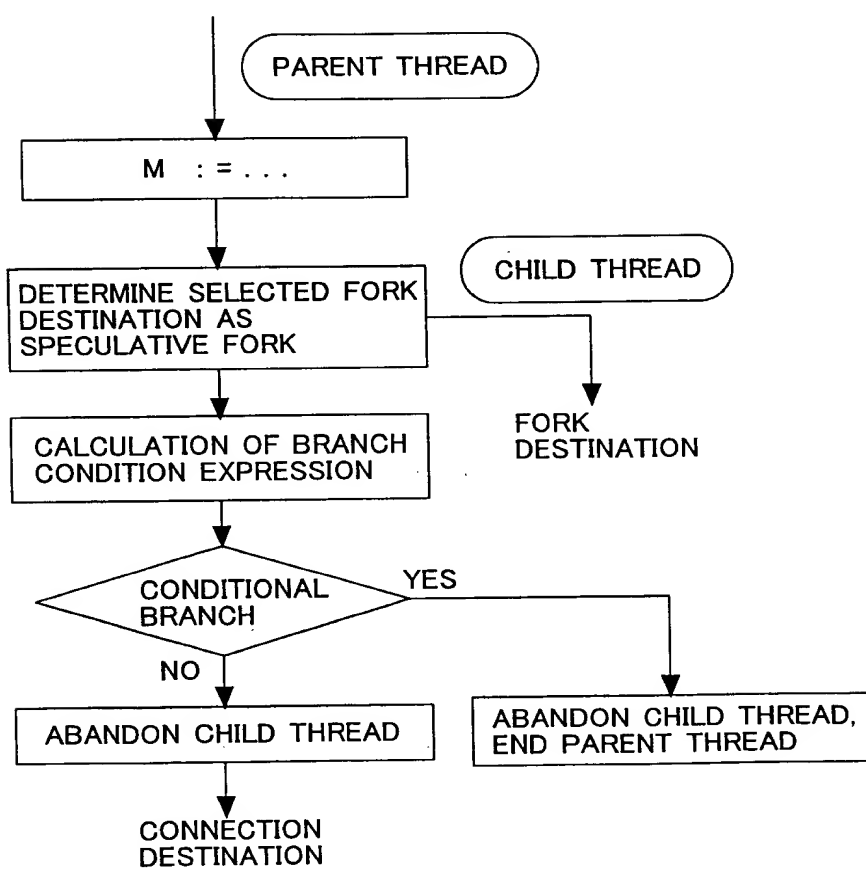 PARENT THREAD
M := ...
CHILD THREAD
DETERMINE SELECTED FORK
DESTINATION AS
SPECULATIVE FORK
FORK
DESTINATION
CALCULATION OF BRANCH
CONDITION EXPRESSION
CONDITIONAL
BRANCH
YES
NO
ABANDON CHILD THREAD
ABANDON CHILD THREAD,
END PARENT THREAD
CONNECTION
DESTINATION